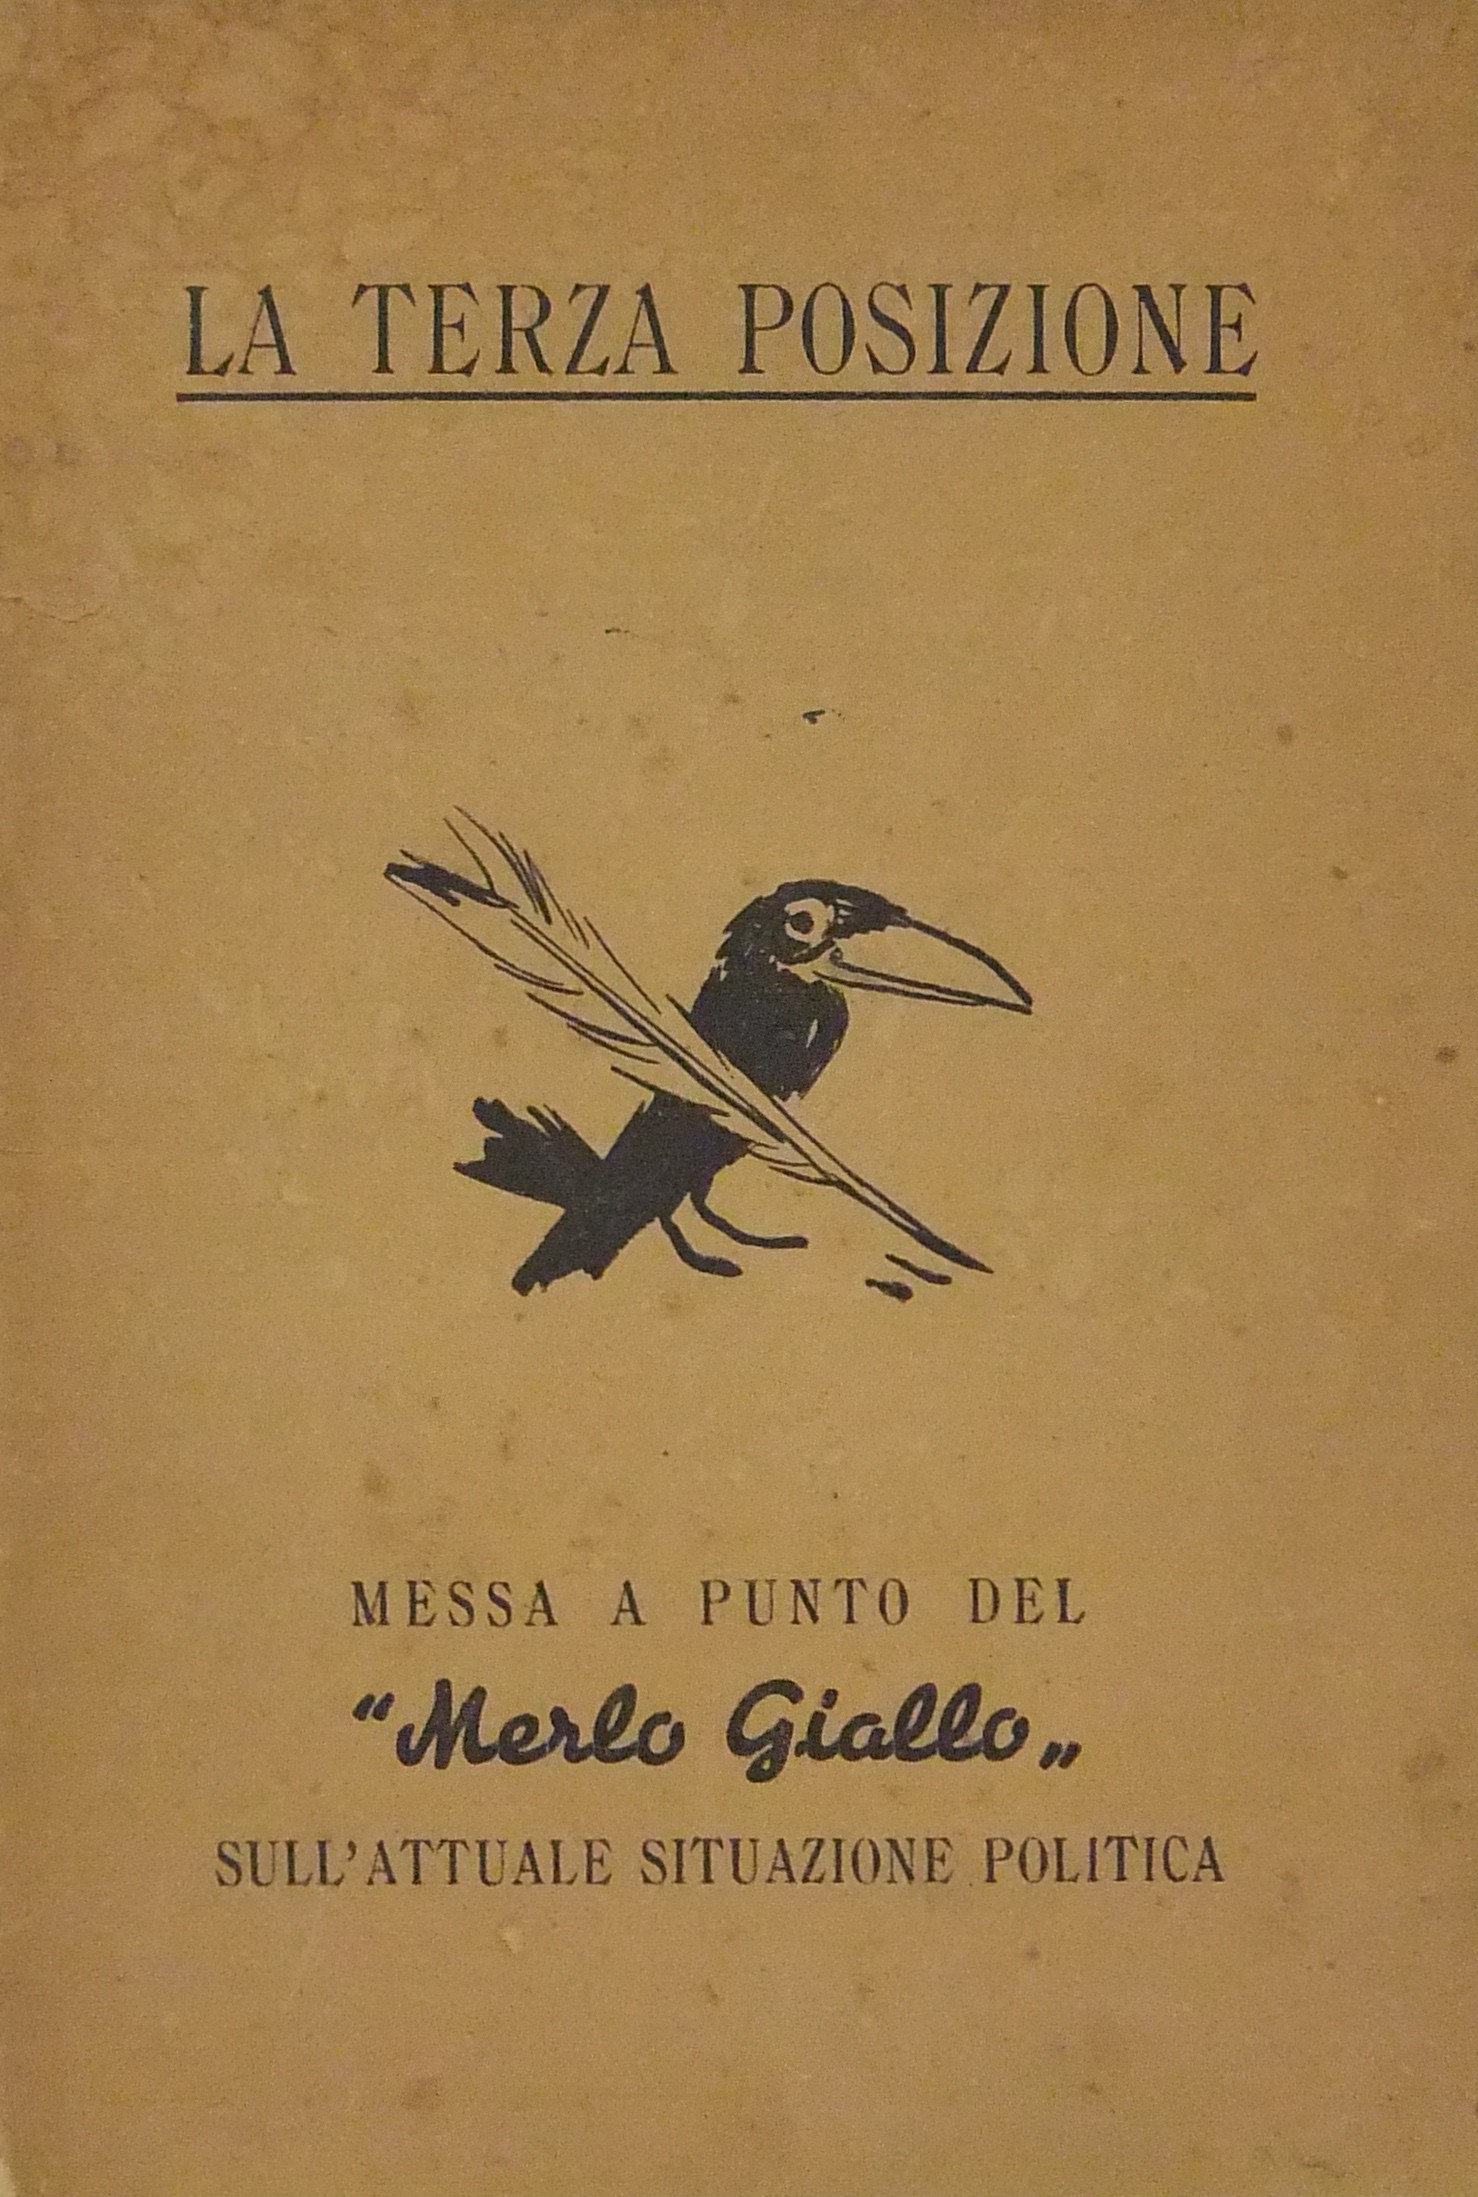 LA TERZA POSIZIONE
MESSA A PUNTO DEL
“Merlo Giallo„
SULL'ATTUALE SITUAZIONE POLITICA